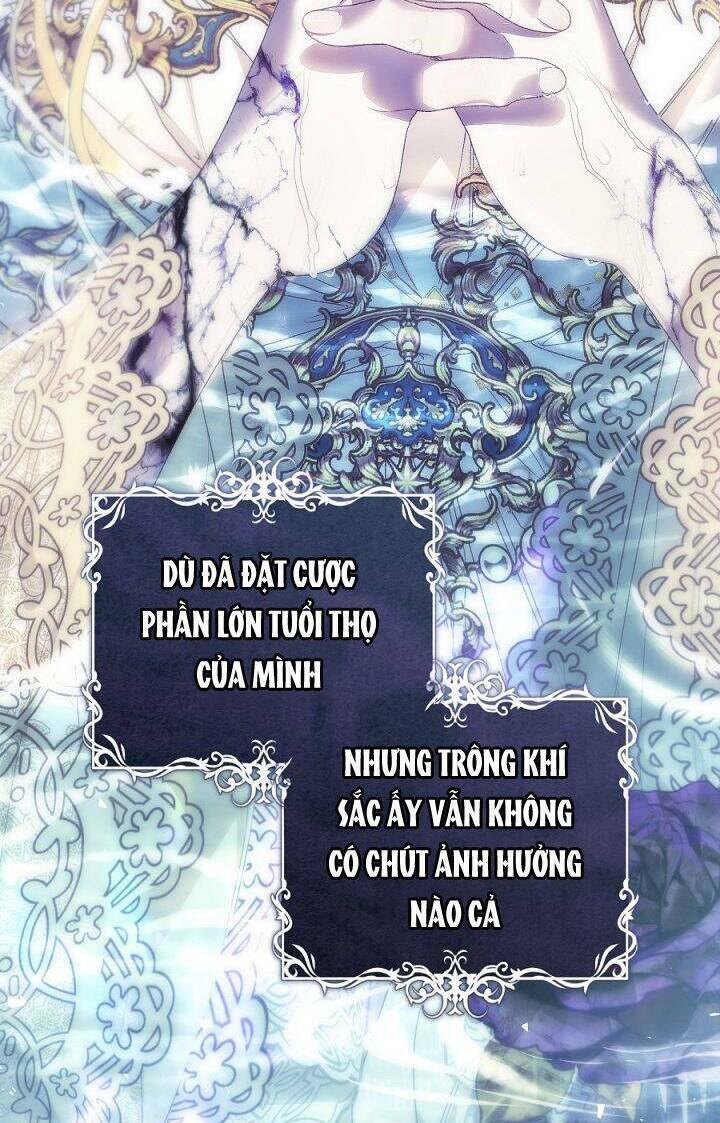 DÙ ĐÃ ĐẶT CƯỢC
PHẦN LỚN TUỔI THỌ
CỦA MÌNH
NHƯNG TRÔNG KHÍ
SẮC ẤY VẪN KHÔNG
CÓ CHÚT ẢNH HƯỞNG
NÀO CẢ